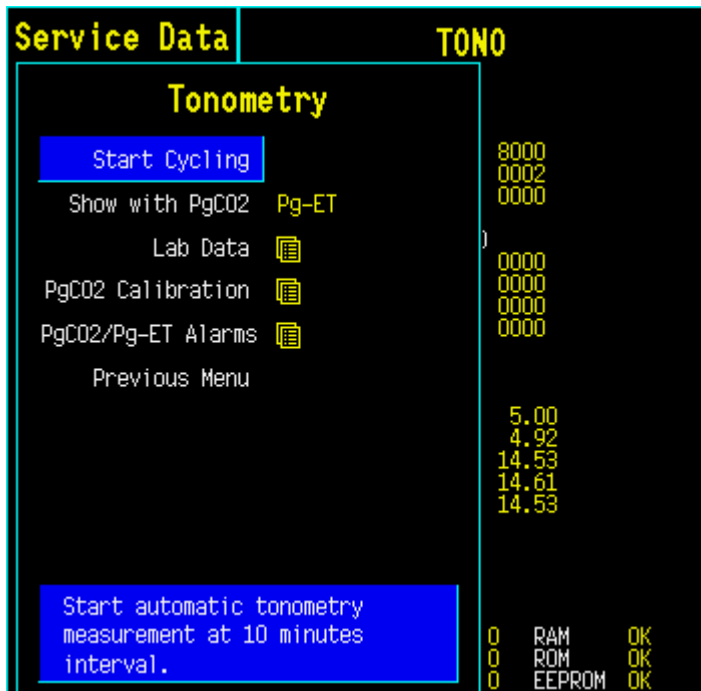 Service Data
TONO
Tonometry
Start Cycling
Show with PgCO2 Pg-ET
Lab Data
PgCO2 Calibration
PgCO2/Pg-ET Alarms
Previous Menu
Start automatic tonometry
measurement at 10 minutes
interval.
8000
0002
0000
)
0000
0000
0000
0000
5.00
4.92
14.53
14.61
14.53
0 RAM OK
0 ROM OK
0 EEPROM OK